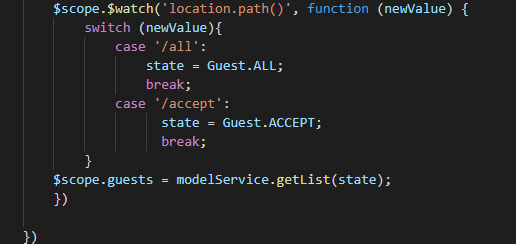 $scope.$watch('location.path()', function (newValue) {
switch (newValue){
case '/all':
state = Guest.ALL;
break;
case '/accept':
state = Guest.ACCEPT;
break;
}
$scope.guests = modelService.getList(state);
})
})